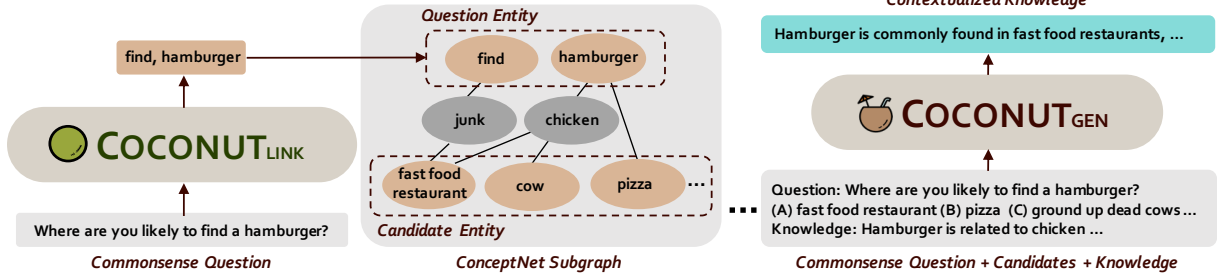 find, hamburger
COCONUTLINK
Where are you likely to find a hamburger?
Commonsense Question
Question Entity
find
hamburger
junk
chicken
fast food
restaurant
cow
pizza
...
Candidate Entity
ConceptNet Subgraph
...
Contextualized Knowledge
Hamburger is commonly found in fast food restaurants, ...
COCONUTGEN
Question: Where are you likely to find a hamburger?
(A) fast food restaurant (B) pizza (C) ground up dead cows ...
Knowledge: Hamburger is related to chicken ...
Commonsense Question + Candidates + Knowledge